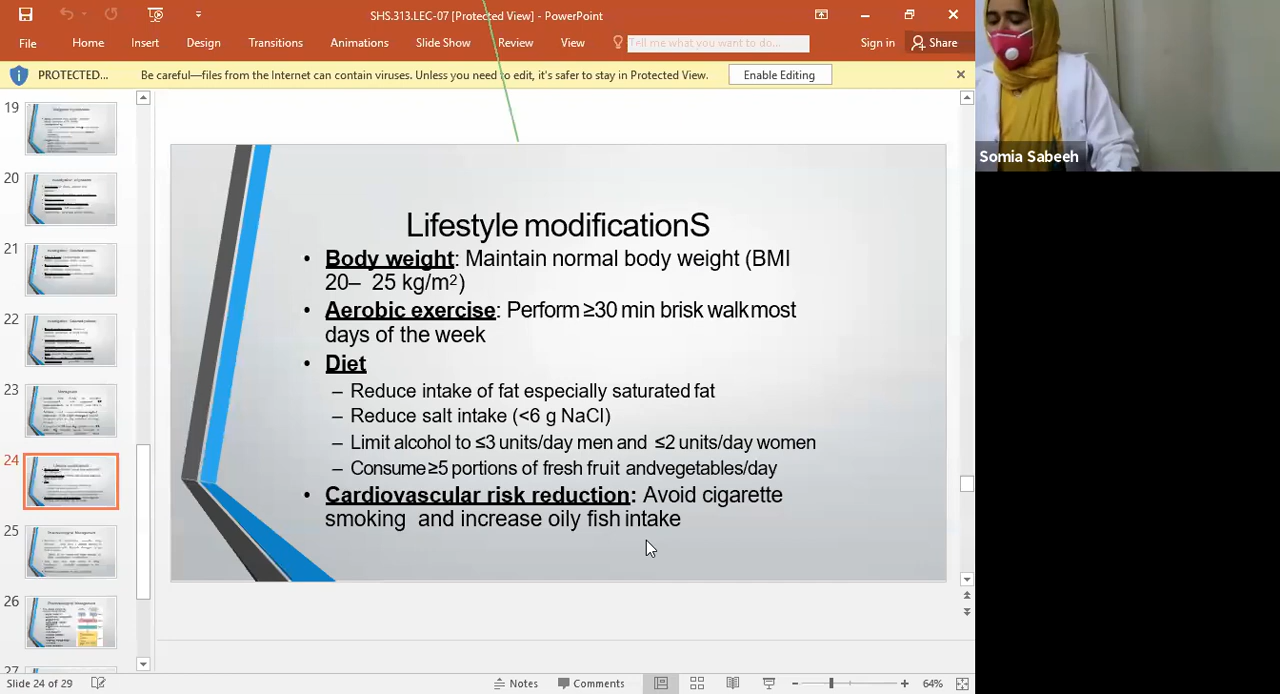 SHS.313.LEC-07 [Protected View] - PowerPoint
File Home Insert Design Transitions Animations Slide Show Review View Tell me what you want to do... Sign in Share
PROTECTED... Be careful—files from the Internet can contain viruses. Unless you need to edit, it's safer to stay in Protected View. Enable Editing
19
20
21
22
23
24
25
26
27
Lifestyle modificationS
• Body weight: Maintain normal body weight (BMI
20– 25 kg/m²)
• Aerobic exercise: Perform ≥30 min brisk walk most
days of the week
• Diet
– Reduce intake of fat especially saturated fat
– Reduce salt intake (<6 g NaCl)
– Limit alcohol to ≤3 units/day men and ≤2 units/day women
– Consume ≥5 portions of fresh fruit andvegetables/day
• Cardiovascular risk reduction: Avoid cigarette
smoking and increase oily fish intake
Somia Sabeeh
Slide 24 of 29 Notes Comments 64%